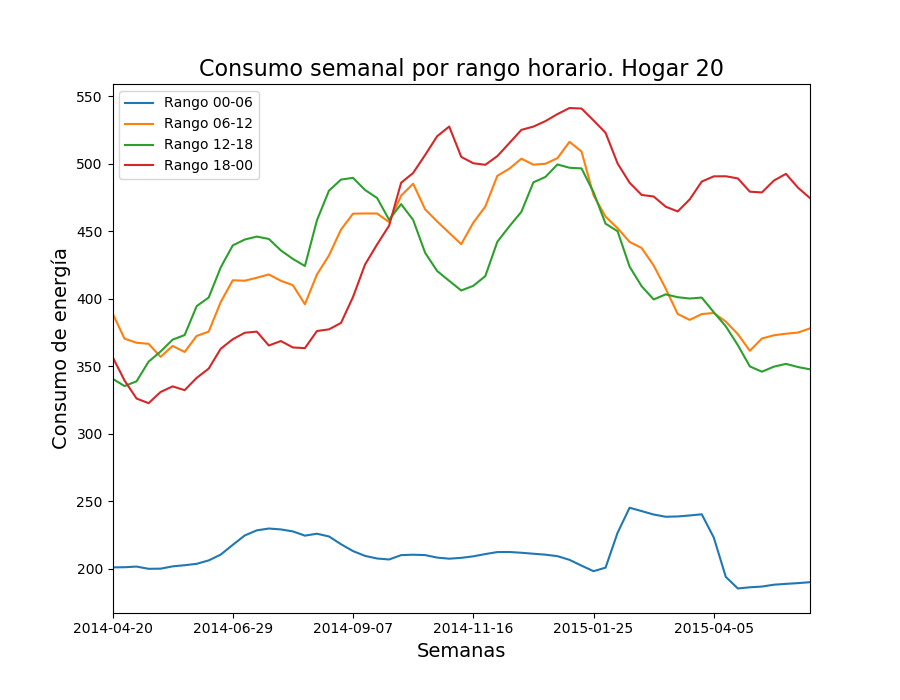 Consumo semanal por rango horario. Hogar 20
Rango 00-06
Rango 06-12
Rango 12-18
Rango 18-00
550
500
450
400
350
300
250
200
Consumo de energía
2014-04-20 2014-06-29 2014-09-07 2014-11-16 2015-01-25 2015-04-05
Semanas